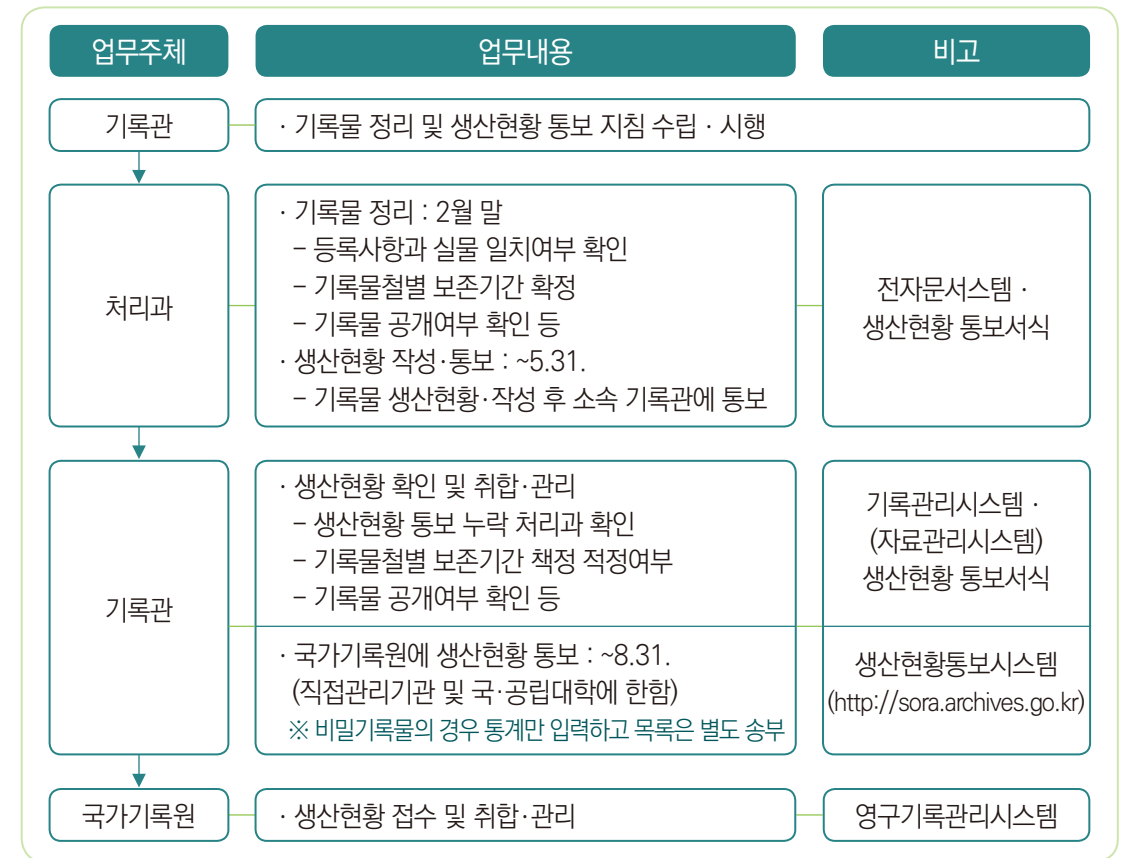 업무주체
업무내용
비고
기록관
· 기록물 정리 및 생산현황 통보 지침 수립 · 시행
처리과
· 기록물 정리 : 2월 말
– 등록사항과 실물 일치여부 확인
– 기록물철별 보존기간 확정
– 기록물 공개여부 확인 등
· 생산현황 작성·통보 : ~5.31.
– 기록물 생산현황·작성 후 소속 기록관에 통보
전자문서스템 ·
생산현황 통보서식
기록관
· 생산현황 확인 및 취합·관리
– 생산현황 통보 누락 처리과 확인
– 기록물철별 보존기간 책정 적정여부
– 기록물 공개여부 확인 등
기록관리시스템 ·
(자료관리시스템)
생산현황 통보서식
· 국가기록원에 생산현황 통보 : ~8.31.
(직접관리기관 및 국·공립대학에 한함)
※ 비밀기록물의 경우 통계만 입력하고 목록은 별도 송부
생산현황통보시스템
(http://sora.archives.go.kr)
국가기록원
· 생산현황 접수 및 취합·관리
영구기록관리시스템